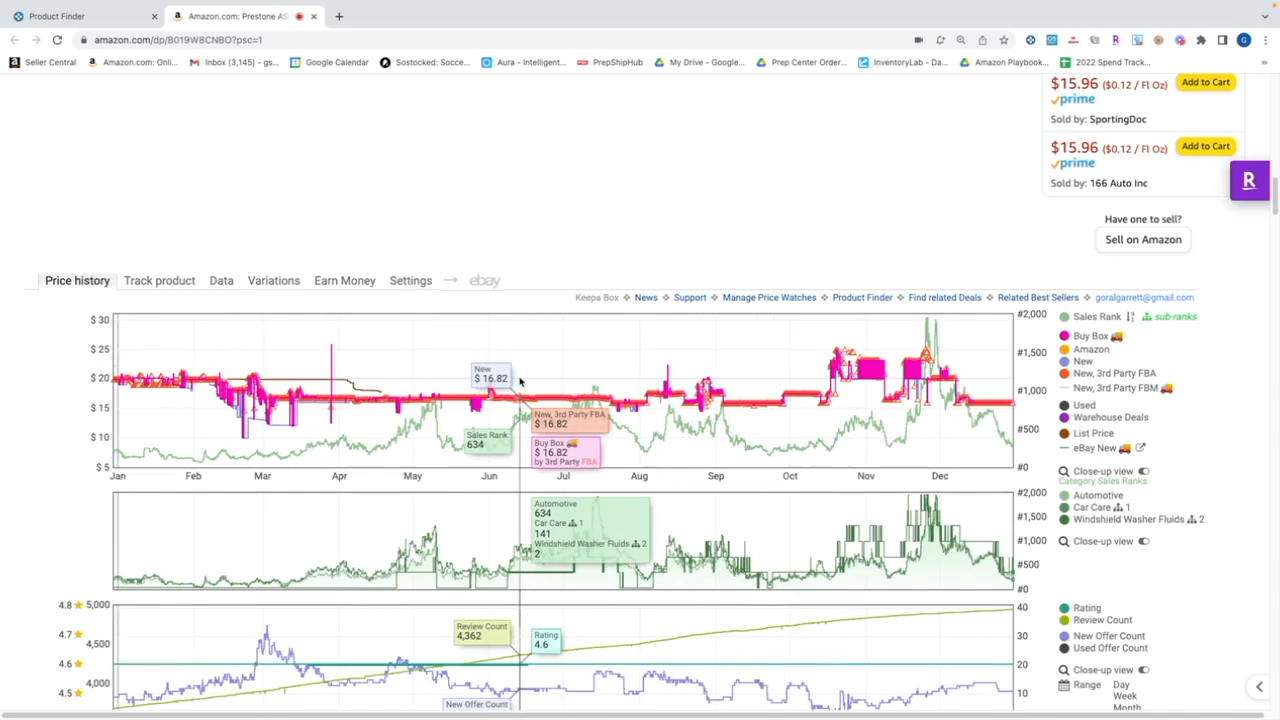 Product Finder
Amazon.com: Prestone AS
amazon.com/dp/B019W8CNBO?psc=1
G
Seller Central
Amazon.com: Onli...
Inbox (3,145) - gs...
Google Calendar
Sostocked: Socce...
Aura - Intelligent...
PrepShipHub
My Drive - Google...
Prep Center Order...
InventoryLab - Da...
Amazon Playbook...
2022 Spend Track...
$15.96 ($0.12 / Fl Oz) Add to Cart
prime
Sold by: SportingDoc
$15.96 ($0.12 / Fl Oz) Add to Cart
prime
Sold by: 166 Auto Inc
R
Have one to sell?
Sell on Amazon
Price history Track product Data Variations Earn Money Settings ebay
Keepa Box News Support Manage Price Watches Product Finder Find related Deals Related Best Sellers goralgarrett@gmail.com
$ 30
$ 25
$ 20
$ 15
$ 10
$ 5
#2,000
#1,500
#1,000
#500
#0
New
$ 16.82
New, 3rd Party FBA
$ 16.82
Sales Rank
634
Buy Box
$ 16.82
by 3rd Party FBA
Jan Feb Mar Apr May Jun Jul Aug Sep Oct Nov Dec
Sales Rank sub-ranks
Buy Box
Amazon
New
New, 3rd Party FBA
New, 3rd Party FBM
Used
Warehouse Deals
List Price
eBay New
Close-up view
Category Sales Ranks
Automotive
Car Care 1
Windshield Washer Fluids 2
Close-up view
#2,000
#1,500
#1,000
#500
#0
Automotive
634
Car Care 1
141
Windshield Washer Fluids 2
2
4.8 5,000
4.7 4,500
4.6
4.5 4,000
40
30
20
10
Review Count
4,362
Rating
4.6
New Offer Count
Rating
Review Count
New Offer Count
Used Offer Count
Close-up view
Range Day
Week
Month